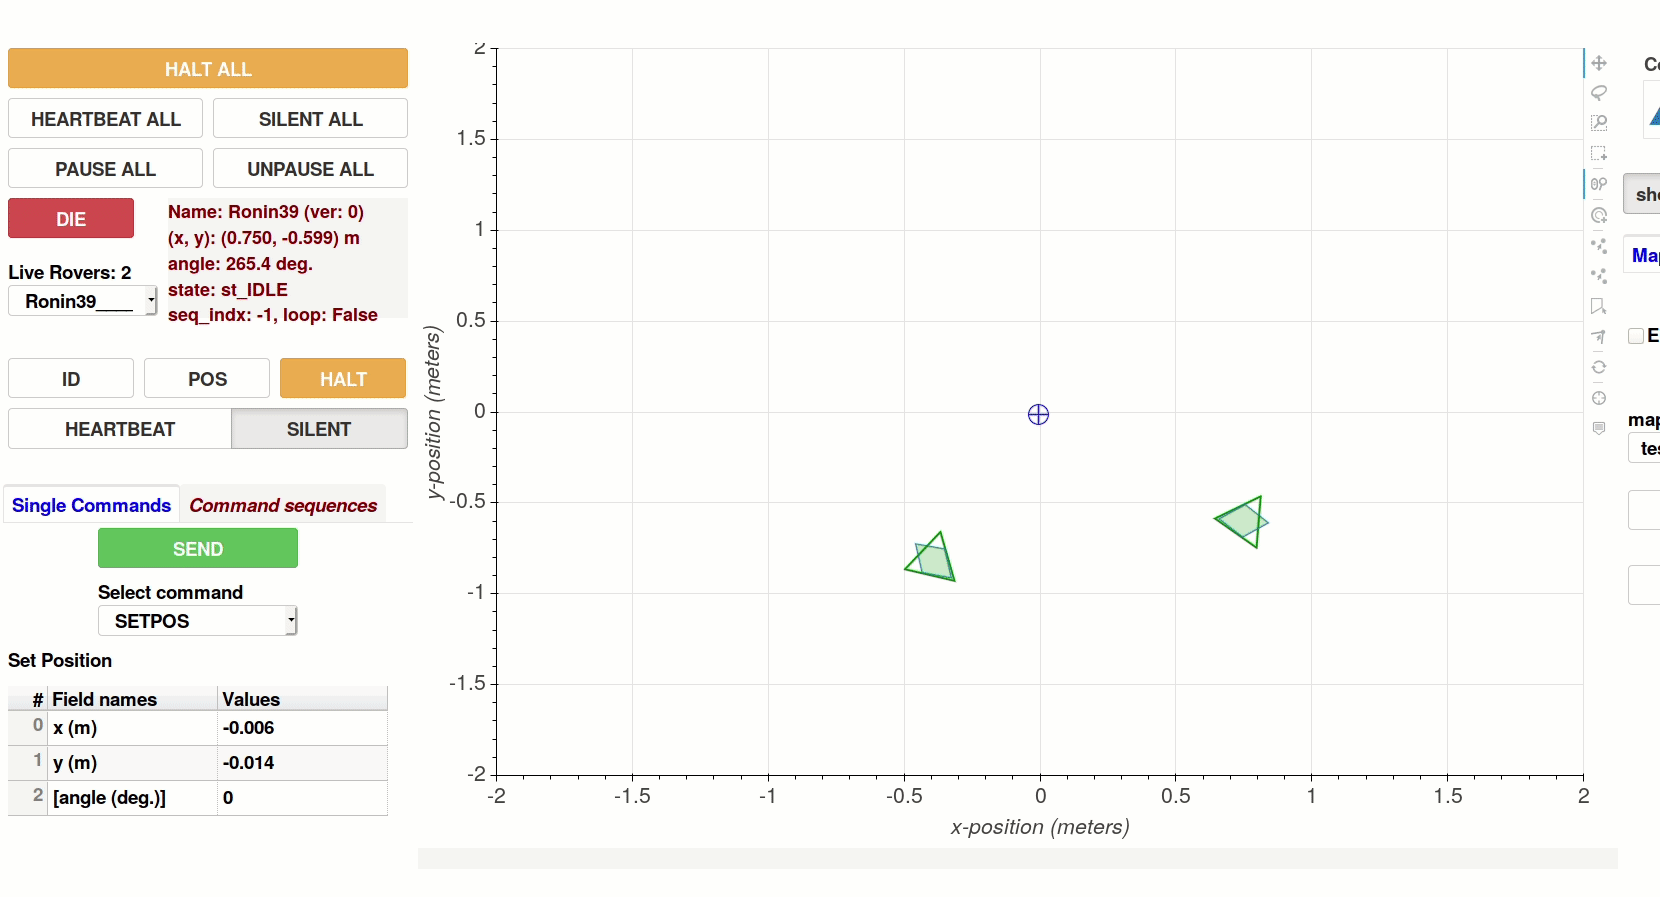 HALT ALL
HEARTBEAT ALL
SILENT ALL
PAUSE ALL
UNPAUSE ALL
DIE
Name: Ronin39 (ver: 0)
(x, y): (0.750, -0.599) m
angle: 265.4 deg.
state: st_IDLE
seq_indx: -1, loop: False
Live Rovers: 2
Ronin39____
ID
POS
HALT
HEARTBEAT
SILENT
Single Commands
Command sequences
SEND
Select command
SETPOS
Set Position
# Field names Values
0 x (m) -0.006
1 y (m) -0.014
2 [angle (deg.)] 0
2
1.5
1
0.5
0
-0.5
-1
-1.5
-2
y-position (meters)
-2 -1.5 -1 -0.5 0 0.5 1 1.5 2
x-position (meters)